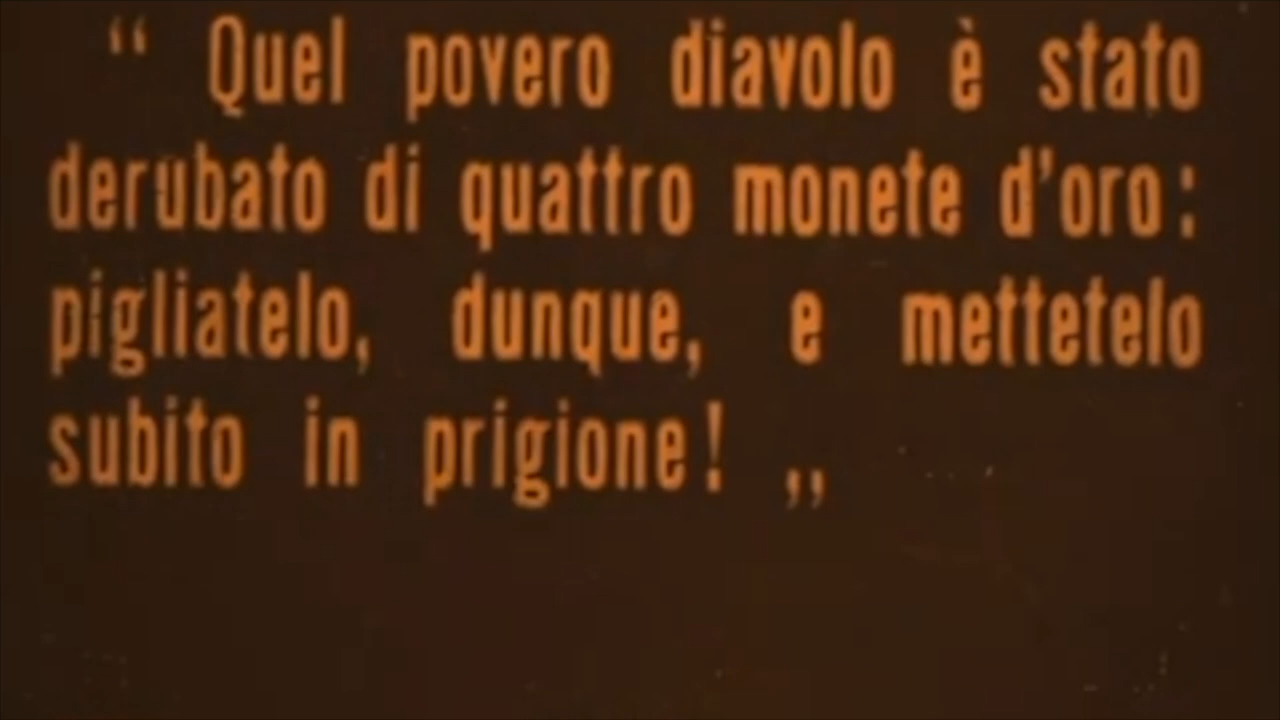 “ Quel povero diavolo è stato
derubato di quattro monete d'oro:
pigliatelo, dunque, e mettetelo
subito in prigione! „